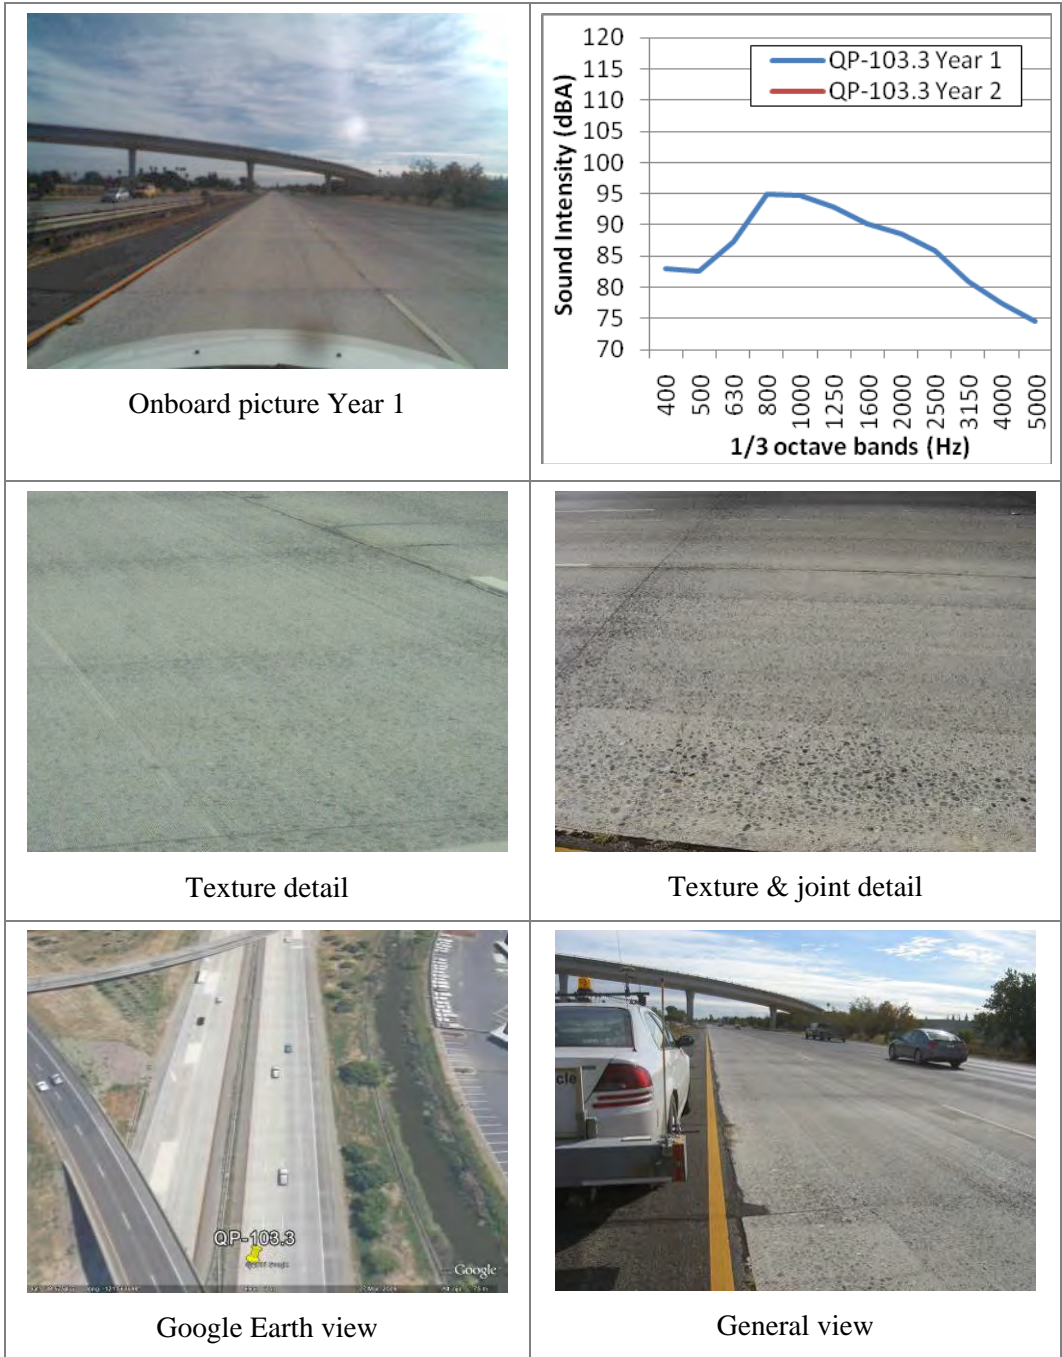 120
115
110
105
100
95
90
85
80
75
70
Sound Intensity (dBA)
QP-103.3 Year 1
QP-103.3 Year 2
400
500
630
800
1000
1250
1600
2000
2500
3150
4000
5000
1/3 octave bands (Hz)
Onboard picture Year 1
Texture detail
Texture & joint detail
QP-103.3
Google
Google Earth view
cle
General view